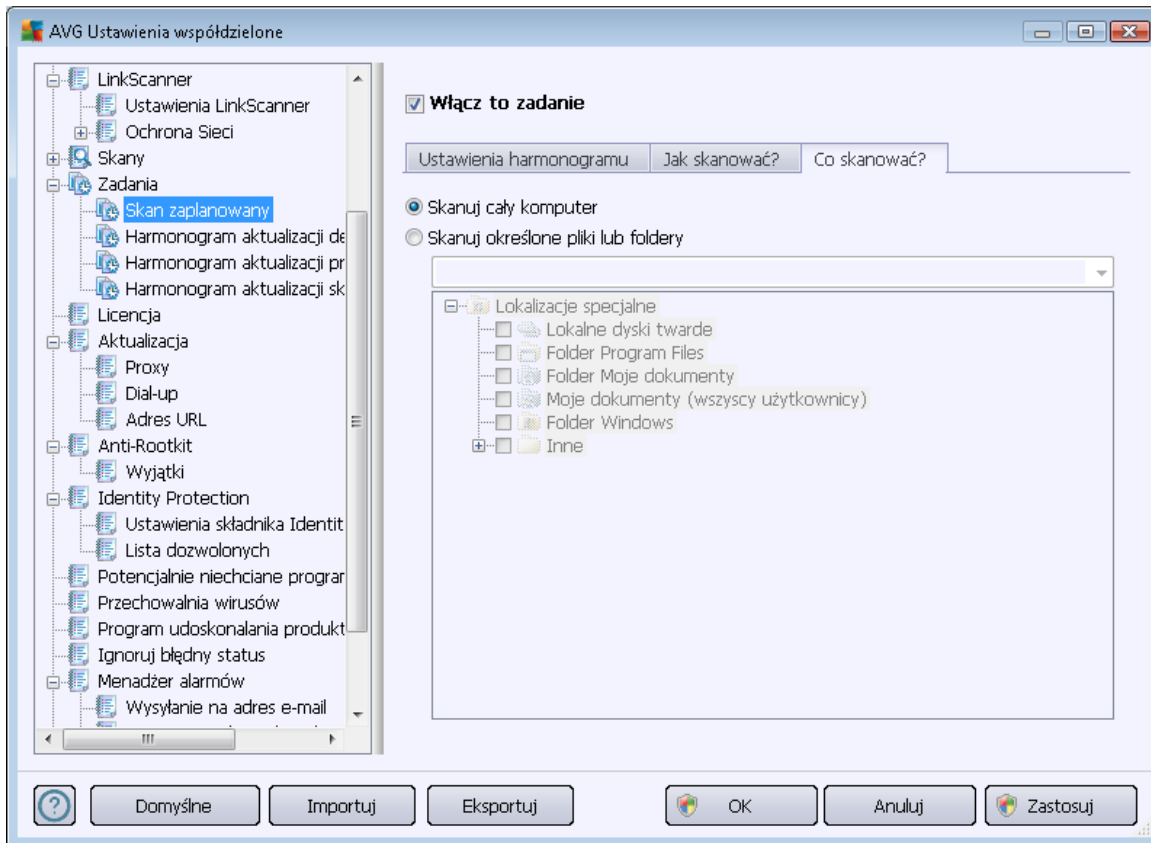 AVG Ustawienia współdzielone
LinkScanner
Ustawienia LinkScanner
Ochrona Sieci
Skany
Zadania
Skan zaplanowany
Harmonogram aktualizacji de
Harmonogram aktualizacji pr
Harmonogram aktualizacji sk
Licencja
Aktualizacja
Proxy
Dial-up
Adres URL
Anti-Rootkit
Wyjątki
Identity Protection
Ustawienia składnika Identit
Lista dozwolonych
Potencjalnie niechciane progran
Przechowalnia wirusów
Program udoskonalania produkt
Ignoruj błędny status
Menadżer alarmów
Wysyłanie na adres e-mail
Włącz to zadanie
Ustawienia harmonogramu Jak skanować? Co skanować?
Skanuj cały komputer
Skanuj określone pliki lub foldery
Lokalizacje specjalne
Lokalne dyski twarde
Folder Program Files
Folder Moje dokumenty
Moje dokumenty (wszyscy użytkownicy)
Folder Windows
Inne
? Domyślne Importuj Eksportuj OK Anuluj Zastosuj